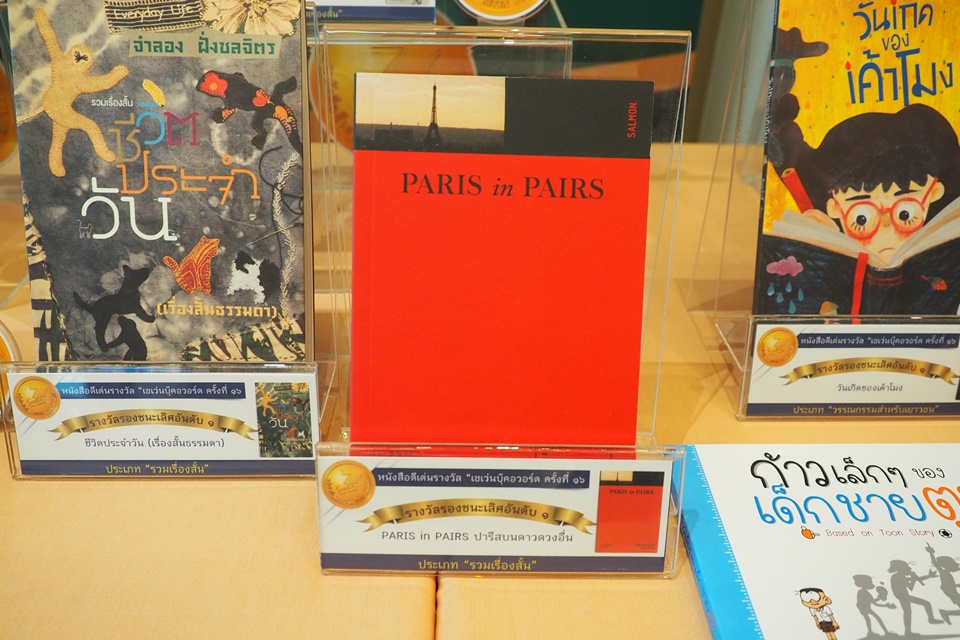 Everyday Life
จำลอง ฝั่งชลจิตร
รวมเรื่องสั้น
ชีวิต
ประจำ
วัน
(เรื่องสั้นธรรมดา)
หนังสือดีเด่นรางวัล "เซเว่นบุ๊คอวอร์ด ครั้งที่ ๑๖
รางวัลรองชนะเลิศอันดับ ๑
ชีวิตประจำวัน (เรื่องสั้นธรรมดา)
ประเภท "รวมเรื่องสั้น"
SALMON
PARIS in PAIRS
หนังสือดีเด่นรางวัล "เซเว่นบุ๊คอวอร์ด ครั้งที่ ๑๖
รางวัลรองชนะเลิศอันดับ ๑
PARIS in PAIRS ปารีสบนดาวดวงอื่น
ประเภท "รวมเรื่องสั้น"
PARIS in PAIRS
วันเกิด
ของ
เค้าโมง
หนังสือดีเด่นรางวัล "เซเว่นบุ๊คอวอร์ด ครั้งที่ ๑๖
รางวัลรองชนะเลิศอันดับ ๑
วันเกิดของเค้าโมง
ประเภท "วรรณกรรมสำหรับเยาวชน"
ก้าวเล็กๆ ของ
เด็กชาย
Based on Toon Story